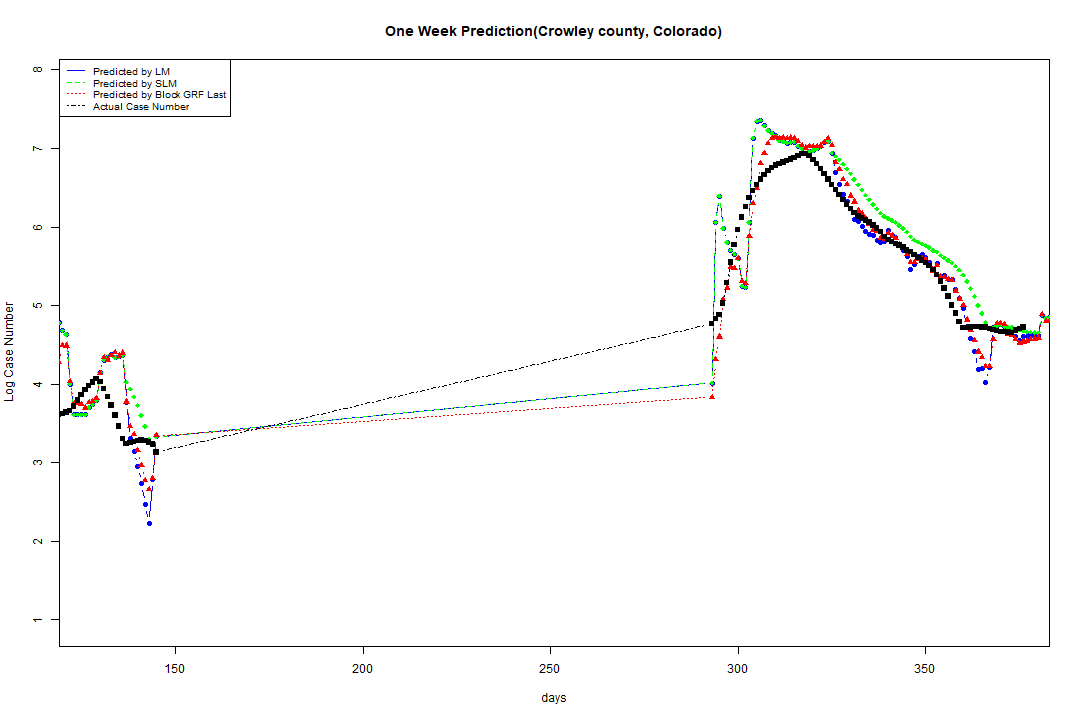 One Week Prediction(Crowley county, Colorado)
Predicted by LM
Predicted by SLM
Predicted by Block GRF Last
Actual Case Number
8
7
6
5
4
3
2
1
Log Case Number
150
200
250
300
350
days